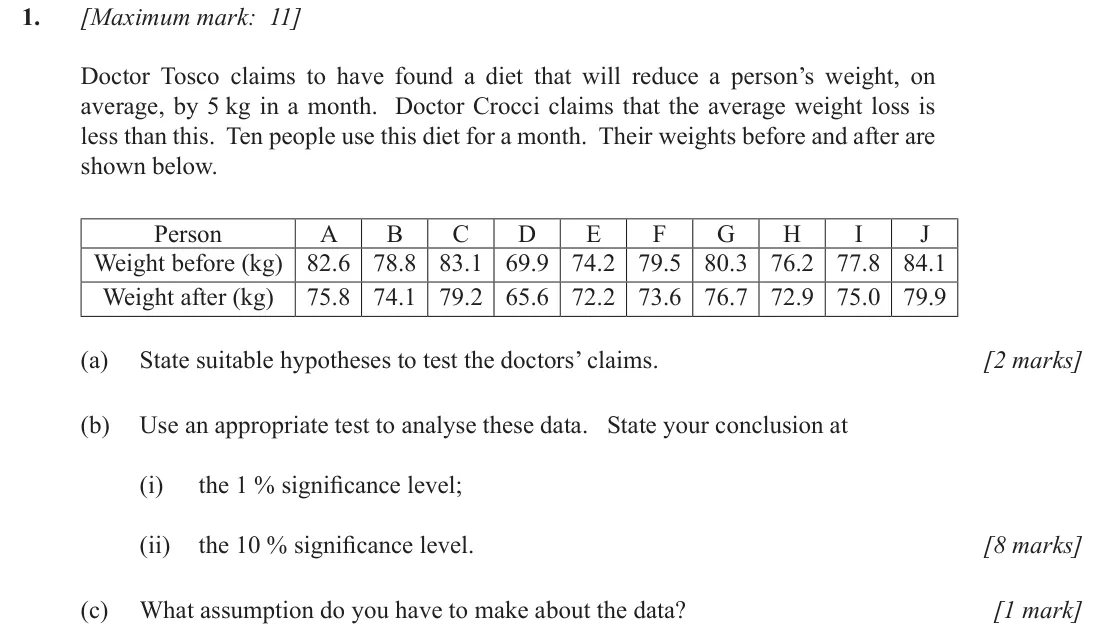 1. [Maximum mark: 11]
Doctor Tosco claims to have found a diet that will reduce a person’s weight, on
average, by 5 kg in a month. Doctor Crocci claims that the average weight loss is
less than this. Ten people use this diet for a month. Their weights before and after are
shown below.
Person A B C D E F G H I J
Weight before (kg) 82.6 78.8 83.1 69.9 74.2 79.5 80.3 76.2 77.8 84.1
Weight after (kg) 75.8 74.1 79.2 65.6 72.2 73.6 76.7 72.9 75.0 79.9
(a) State suitable hypotheses to test the doctors’ claims. [2 marks]
(b) Use an appropriate test to analyse these data. State your conclusion at
(i) the 1 % significance level;
(ii) the 10 % significance level. [8 marks]
(c) What assumption do you have to make about the data? [1 mark]